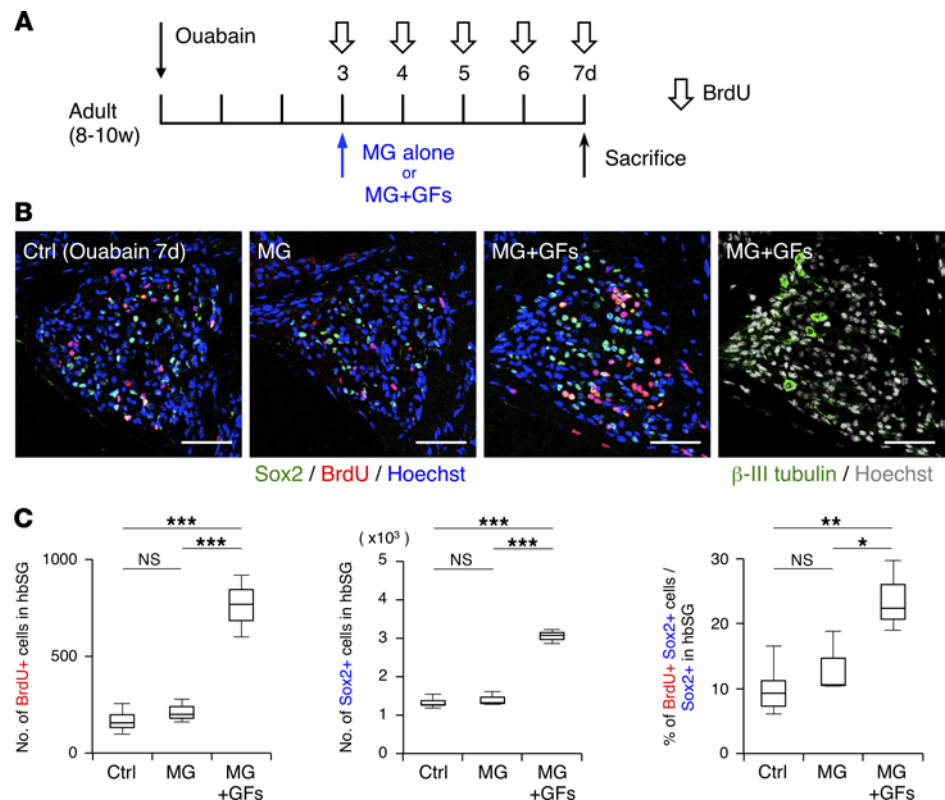 A
Ouabain
3 4 5 6 7d
BrdU
Adult
(8-10w)
MG alone
or
MG+GFs
Sacrifice
B
Ctrl (Ouabain 7d) MG MG+GFs MG+GFs
Sox2 / BrdU / Hoechst
β-III tubulin / Hoechst
C
No. of BrdU+ cells in hbSG
1000
500
0
***
***
NS
Ctrl MG MG
+GFs
No. of Sox2+ cells in hbSG
(x10³)
5
4
3
2
1
0
***
***
NS
Ctrl MG MG
+GFs
% of BrdU+ Sox2+ cells /
Sox2+ in hbSG
30
20
10
0
**
*
NS
Ctrl MG MG
+GFs